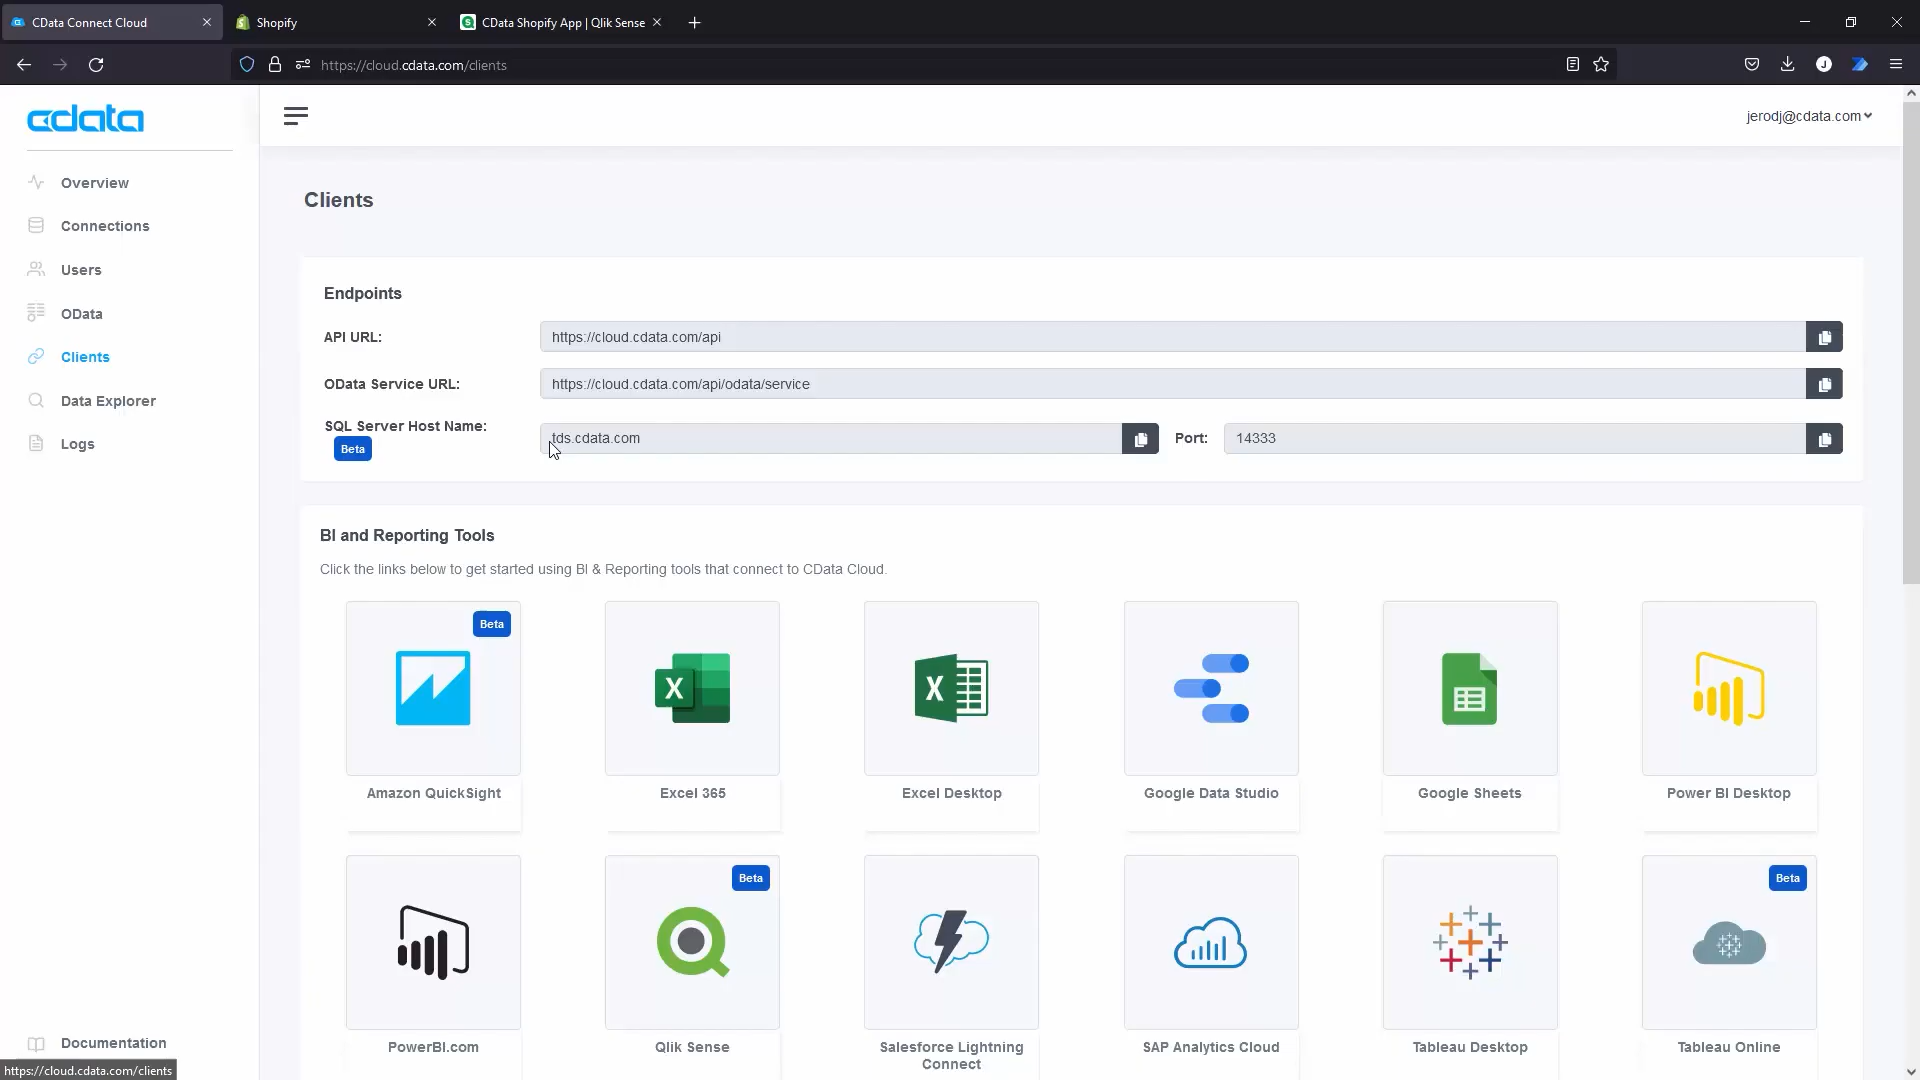 CData Connect Cloud
Shopify
CData Shopify App | Qlik Sense
https://cloud.cdata.com/clients
J
cdata
jerodj@cdata.com
Overview
Connections
Users
OData
Clients
Data Explorer
Logs
Documentation
https://cloud.cdata.com/clients
Clients
Endpoints
API URL:
https://cloud.cdata.com/api
OData Service URL:
https://cloud.cdata.com/api/odata/service
SQL Server Host Name:
Beta
tds.cdata.com
Port:
14333
BI and Reporting Tools
Click the links below to get started using BI & Reporting tools that connect to CData Cloud.
Beta
X
X
Amazon QuickSight
Excel 365
Excel Desktop
Google Data Studio
Google Sheets
Power BI Desktop
Beta
Beta
PowerBI.com
Qlik Sense
Salesforce Lightning
Connect
SAP Analytics Cloud
Tableau Desktop
Tableau Online